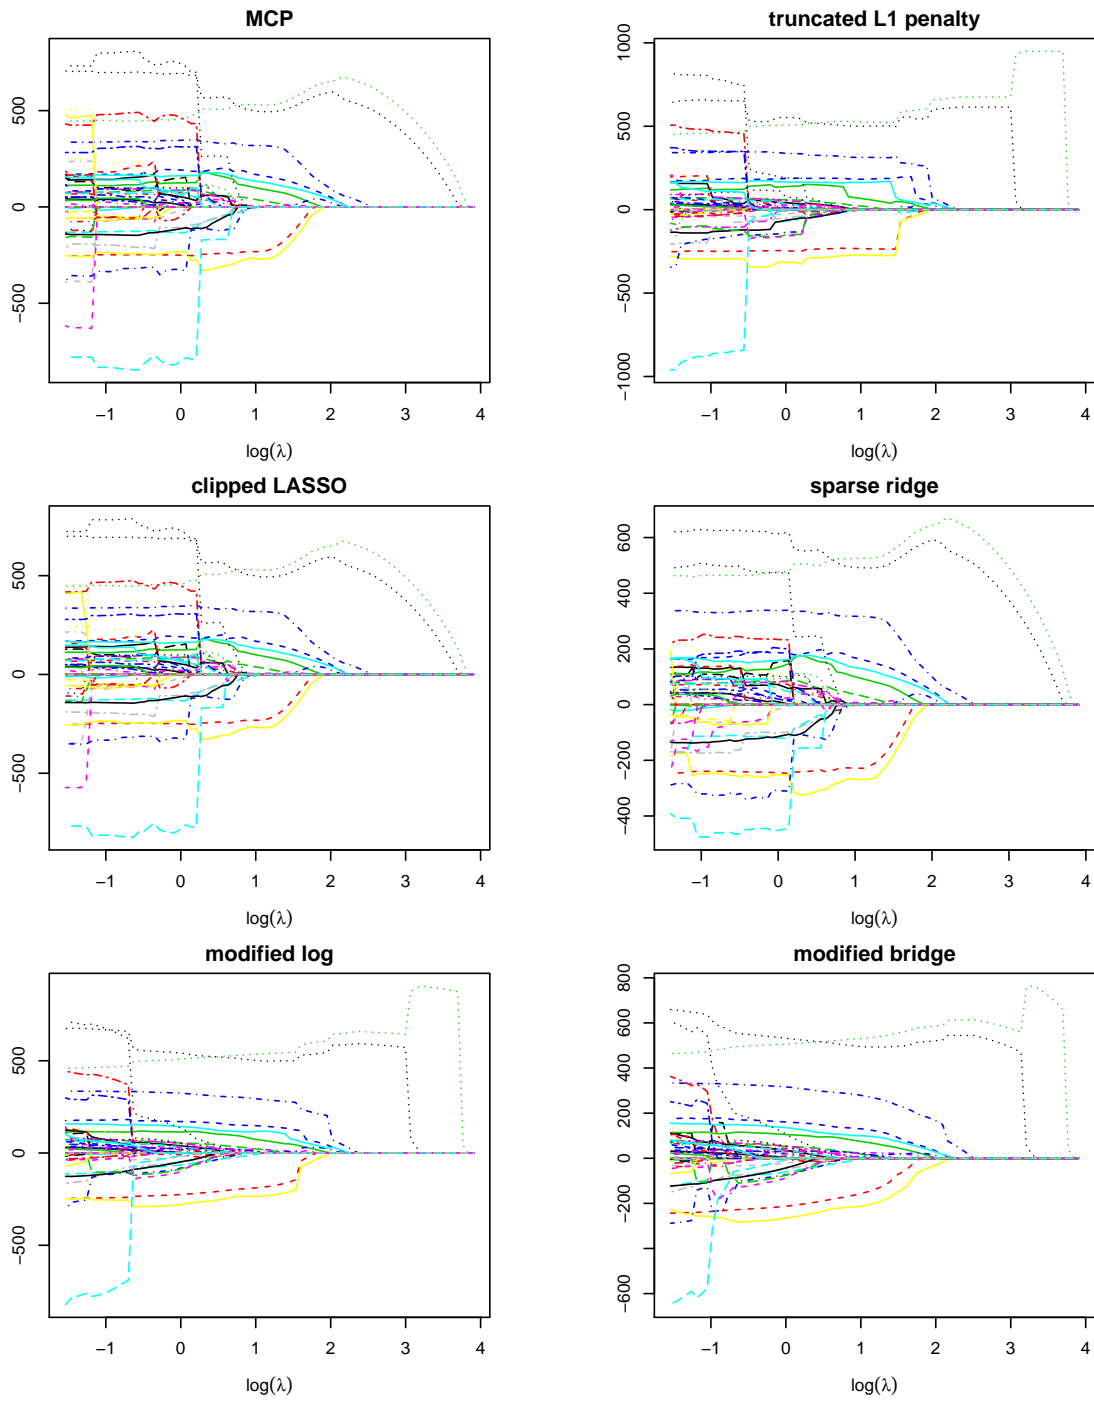 MCP
500
0
−500
−1 0 1 2 3 4
log(λ)
truncated L1 penalty
1000
500
0
−500
−1000
−1 0 1 2 3 4
log(λ)
clipped LASSO
500
0
−500
−1 0 1 2 3 4
log(λ)
sparse ridge
600
400
200
0
−200
−400
−1 0 1 2 3 4
log(λ)
modified log
500
0
−500
−1 0 1 2 3 4
log(λ)
modified bridge
800
600
400
200
0
−200
−400
−600
−1 0 1 2 3 4
log(λ)